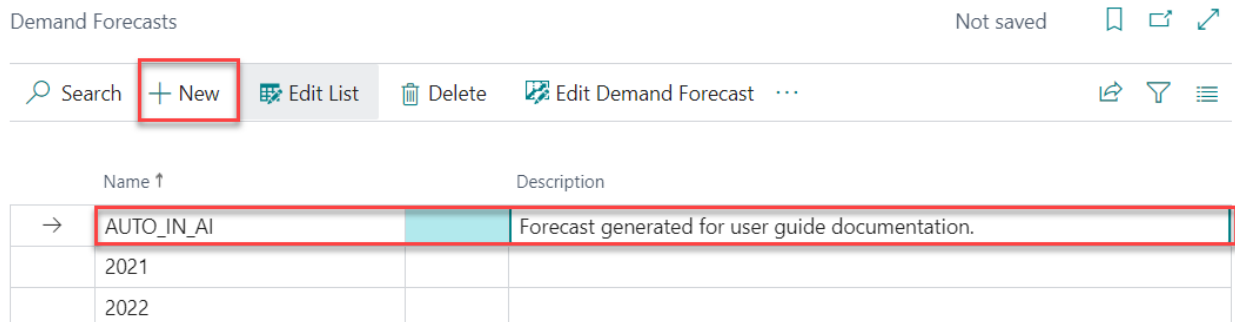 Demand Forecasts Not saved
Search + New Edit List Delete Edit Demand Forecast ...
Name ↑ Description
→ AUTO_IN_AI Forecast generated for user guide documentation.
2021
2022